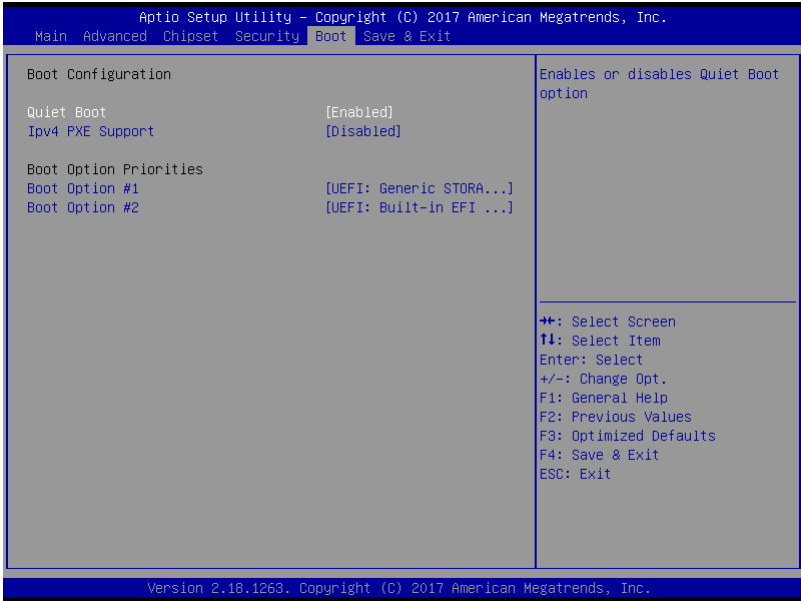 Aptio Setup Utility – Copyright (C) 2017 American Megatrends, Inc.
Main Advanced Chipset Security Boot Save & Exit
Boot Configuration
Quiet Boot [Enabled]
Ipv4 PXE Support [Disabled]
Boot Option Priorities
Boot Option #1 [UEFI: Generic STORA...]
Boot Option #2 [UEFI: Built-in EFI ...]
Enables or disables Quiet Boot
option
→←: Select Screen
↑↓: Select Item
Enter: Select
+/-: Change Opt.
F1: General Help
F2: Previous Values
F3: Optimized Defaults
F4: Save & Exit
ESC: Exit
Version 2.18.1263. Copyright (C) 2017 American Megatrends, Inc.